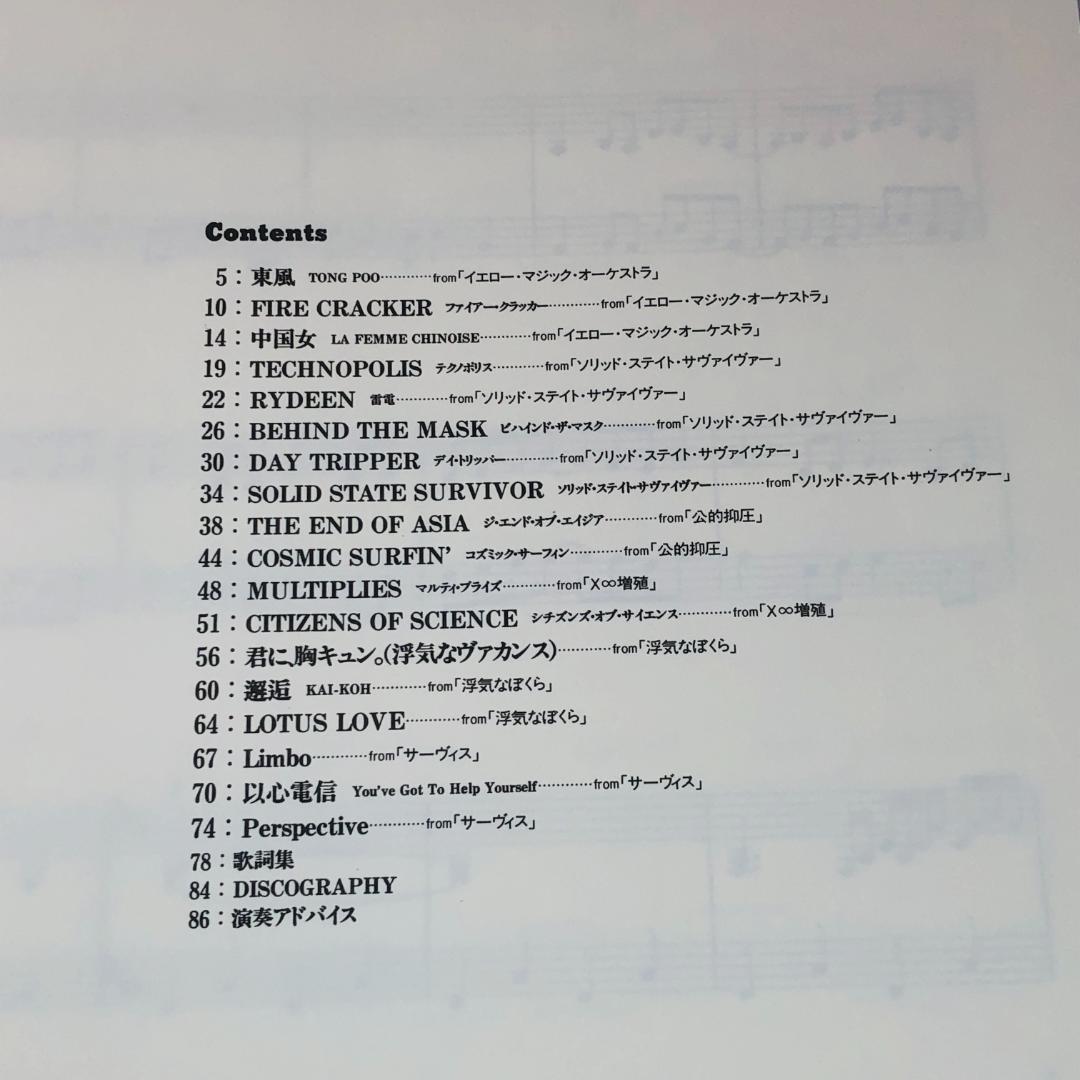 Contents
5：東風 TONG POO…………from「イエロー・マジック・オーケストラ」
10：FIRE CRACKER ファイアー・クラッカー…………from「イエロー・マジック・オーケストラ」
14：中国女 LA FEMME CHINOISE…………from「イエロー・マジック・オーケストラ」
19：TECHNOPOLIS テクノポリス…………from「ソリッド・ステイト・サヴァイヴァー」
22：RYDEEN 雷電…………from「ソリッド・ステイト・サヴァイヴァー」
26：BEHIND THE MASK ビハインド・ザ・マスク…………from「ソリッド・ステイト・サヴァイヴァー」
30：DAY TRIPPER デイ・トリッパー…………from「ソリッド・ステイト・サヴァイヴァー」
34：SOLID STATE SURVIVOR ソリッド・ステイト・サヴァイヴァー…………from「ソリッド・ステイト・サヴァイヴァー」
38：THE END OF ASIA ジ・エンド・オブ・エイジア…………from「公的抑圧」
44：COSMIC SURFIN' コズミック・サーフィン…………from「公的抑圧」
48：MULTIPLIES マルティ・プライズ…………from「X∞増殖」
51：CITIZENS OF SCIENCE シチズンズ・オブ・サイエンス…………from「X∞増殖」
56：君に、胸キュン。(浮気なヴァカンス)…………from「浮気なぼくら」
60：邂逅 KAI-KOH…………from「浮気なぼくら」
64：LOTUS LOVE…………from「浮気なぼくら」
67：Limbo…………from「サーヴィス」
70：以心電信 You've Got To Help Yourself…………from「サーヴィス」
74：Perspective…………from「サーヴィス」
78：歌詞集
84：DISCOGRAPHY
86：演奏アドバイス